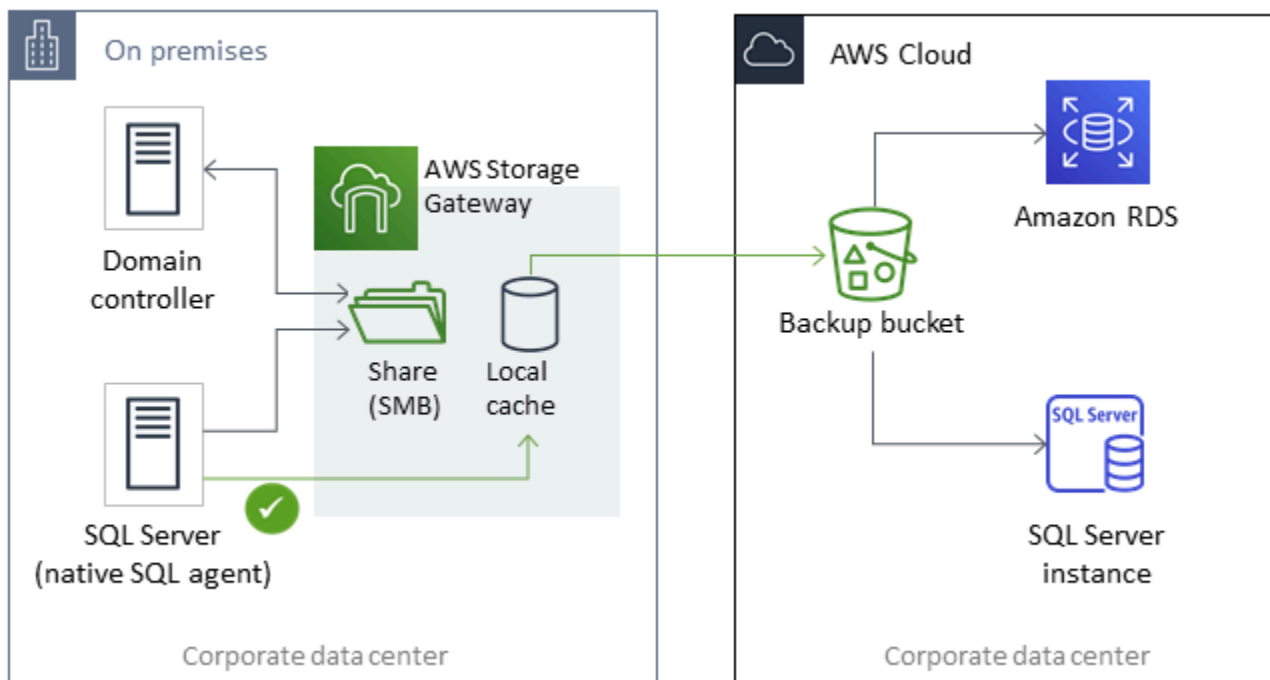 On premises
AWS Storage
Gateway
Domain
controller
Share
(SMB)
Local
cache
SQL Server
(native SQL agent)
Corporate data center
AWS Cloud
Amazon RDS
Backup bucket
SQL Server
SQL Server
instance
Corporate data center